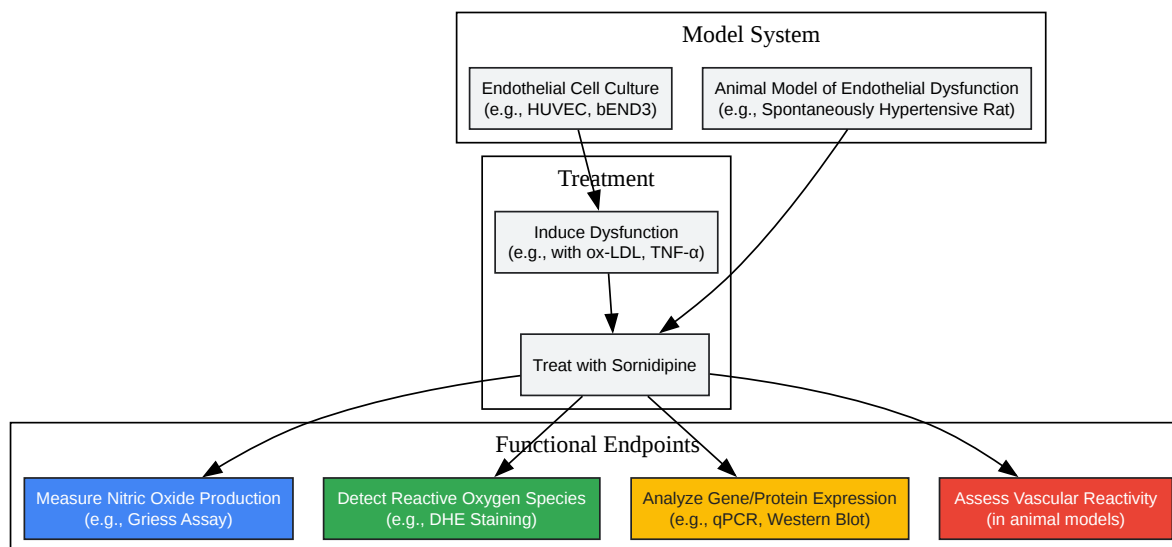 Model System
Endothelial Cell Culture
(e.g., HUVEC, bEND3)
Animal Model of Endothelial Dysfunction
(e.g., Spontaneously Hypertensive Rat)
Treatment
Induce Dysfunction
(e.g., with ox-LDL, TNF-α)
Treat with Sornidipine
Functional Endpoints
Measure Nitric Oxide Production
(e.g., Griess Assay)
Detect Reactive Oxygen Species
(e.g., DHE Staining)
Analyze Gene/Protein Expression
(e.g., qPCR, Western Blot)
Assess Vascular Reactivity
(in animal models)